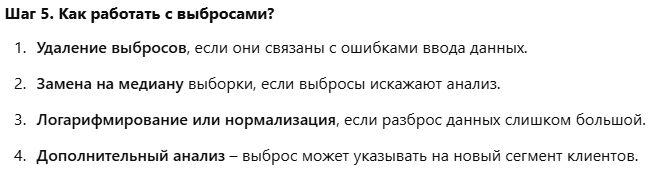 Шаг 5. Как работать с выбросами?
1. Удаление выбросов, если они связаны с ошибками ввода данных.
2. Замена на медиану выборки, если выбросы искажают анализ.
3. Логарифмирование или нормализация, если разброс данных слишком большой.
4. Дополнительный анализ – выброс может указывать на новый сегмент клиентов.